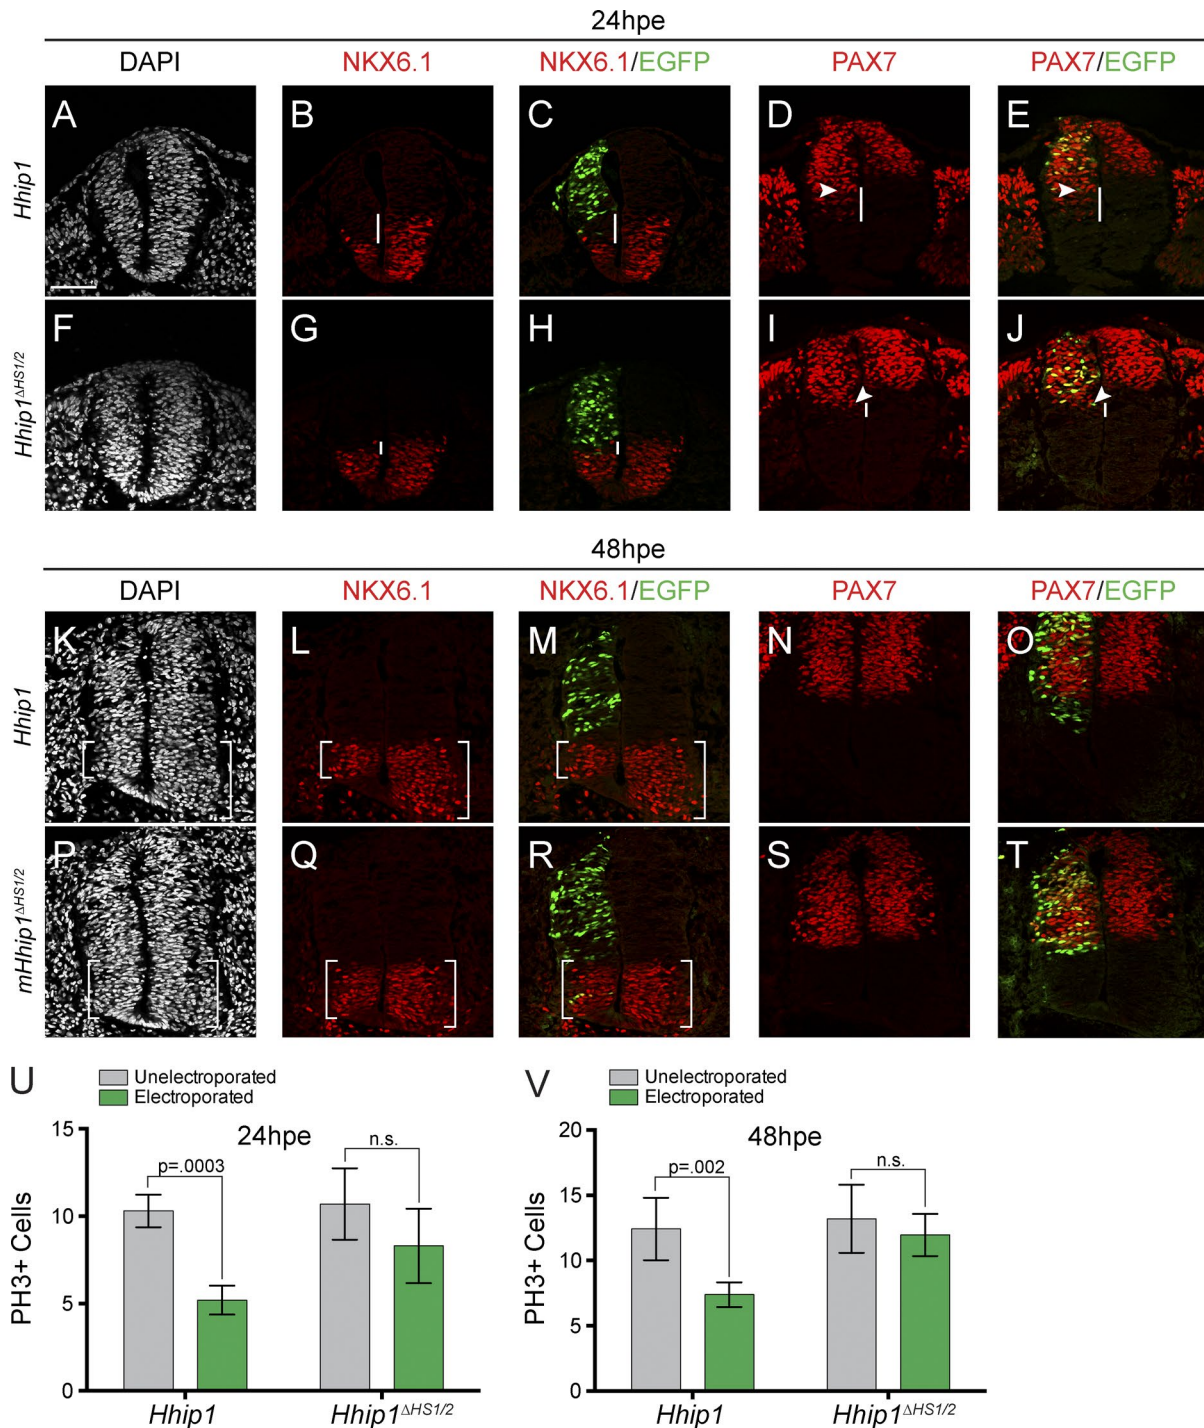 24hpe
DAPI NKX6.1 NKX6.1/EGFP PAX7 PAX7/EGFP
Hhip1 A B C D E
Hhip1ΔHS1/2 F G H I J
48hpe
DAPI NKX6.1 NKX6.1/EGFP PAX7 PAX7/EGFP
Hhip1 K L M N O
mHhip1ΔHS1/2 P Q R S T
U
Unelectroporated
Electroporated
24hpe
PH3+ Cells
15
10
5
0
p=.0003
n.s.
Hhip1 Hhip1ΔHS1/2
V
Unelectroporated
Electroporated
48hpe
PH3+ Cells
20
15
10
5
0
p=.002
n.s.
Hhip1 Hhip1ΔHS1/2